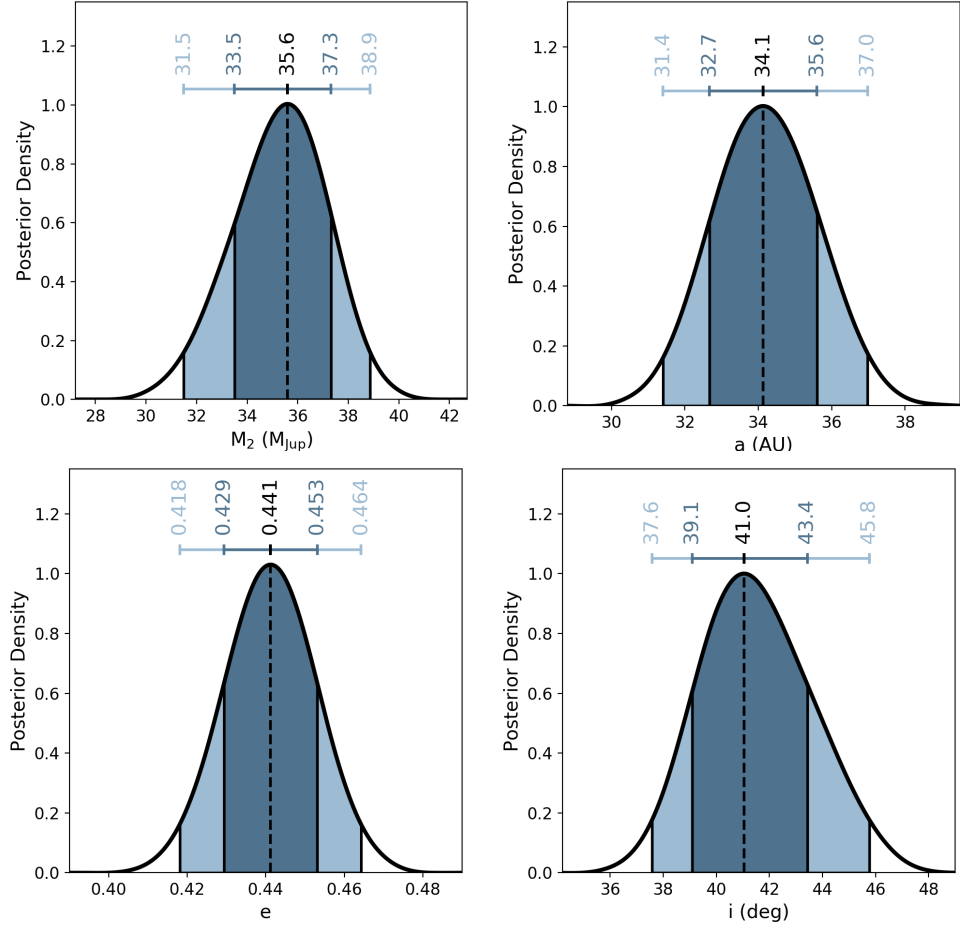 31.5 33.5 35.6 37.3 38.9
1.2
1.0
0.8
0.6
0.4
0.2
0.0
Posterior Density
28 30 32 34 36 38 40 42
M₂ (M_Jup)
31.4 32.7 34.1 35.6 37.0
1.2
1.0
0.8
0.6
0.4
0.2
0.0
Posterior Density
30 32 34 36 38
a (AU)
0.418 0.429 0.441 0.453 0.464
1.2
1.0
0.8
0.6
0.4
0.2
0.0
Posterior Density
0.40 0.42 0.44 0.46 0.48
e
37.6 39.1 41.0 43.4 45.8
1.2
1.0
0.8
0.6
0.4
0.2
0.0
Posterior Density
36 38 40 42 44 46 48
i (deg)